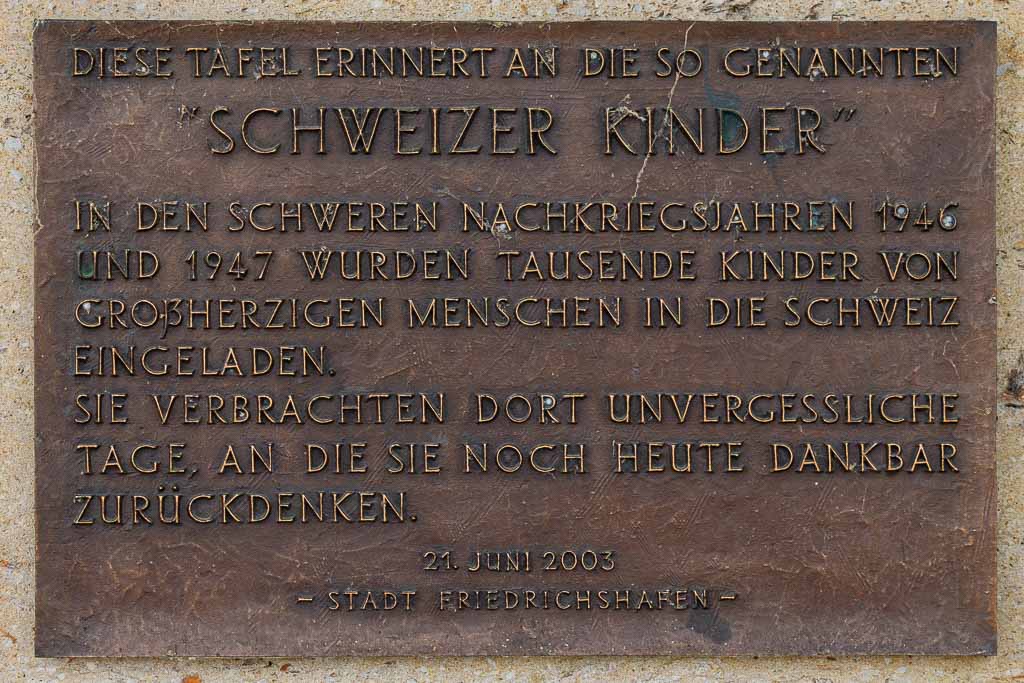 DIESE TAFEL ERINNERT AN DIE SO GENANNTEN
"SCHWEIZER KINDER"
IN DEN SCHWEREN NACHKRIEGSJAHREN 1946
UND 1947 WURDEN TAUSENDE KINDER VON
GROßHERZIGEN MENSCHEN IN DIE SCHWEIZ
EINGELADEN.
SIE VERBRACHTEN DORT UNVERGESSLICHE
TAGE, AN DIE SIE NOCH HEUTE DANKBAR
ZURÜCKDENKEN.
21. JUNI 2003
– STADT FRIEDRICHSHAFEN –